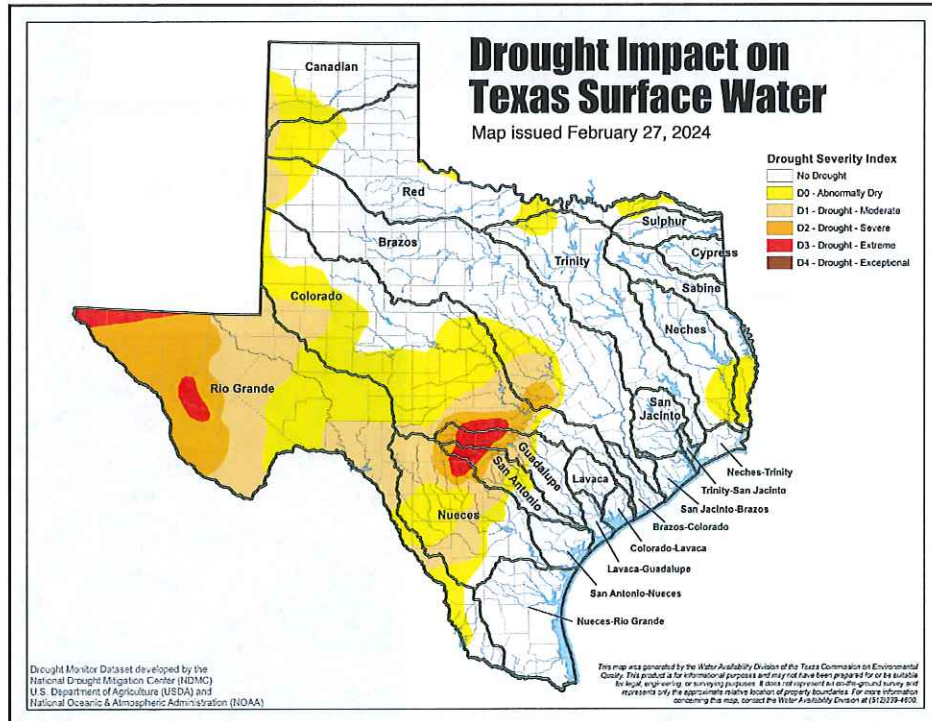 Drought Impact on
Texas Surface Water
Map issued February 27, 2024
Drought Severity Index
No Drought
D0 - Abnormally Dry
D1 - Drought - Moderate
D2 - Drought - Severe
D3 - Drought - Extreme
D4 - Drought - Exceptional
Canadian
Red
Sulphur
Brazos
Cypress
Trinity
Sabine
Colorado
Neches
Rio Grande
San
Jacinto
Guadalupe
San Antonio
Lavaca
Neches-Trinity
Trinity-San Jacinto
Nueces
San Jacinto-Brazos
Brazos-Colorado
Colorado-Lavaca
Lavaca-Guadalupe
San Antonio-Nueces
Nueces-Rio Grande
Drought Monitor Dataset developed by the
National Drought Mitigation Center (NDMC)
U.S. Department of Agriculture (USDA) and
National Oceanic & Atmospheric Administration (NOAA)
This map was generated by the Water Availability Division of the Texas Commission on Environmental
Quality. This product is for informational purposes and may not have been prepared for or be suitable
for legal, engineering, or surveying purposes. It does not represent an on-the-ground survey and
represents only the approximate relative location of property boundaries. For more information
concerning this map, contact the Water Availability Division at (512)239-4600.